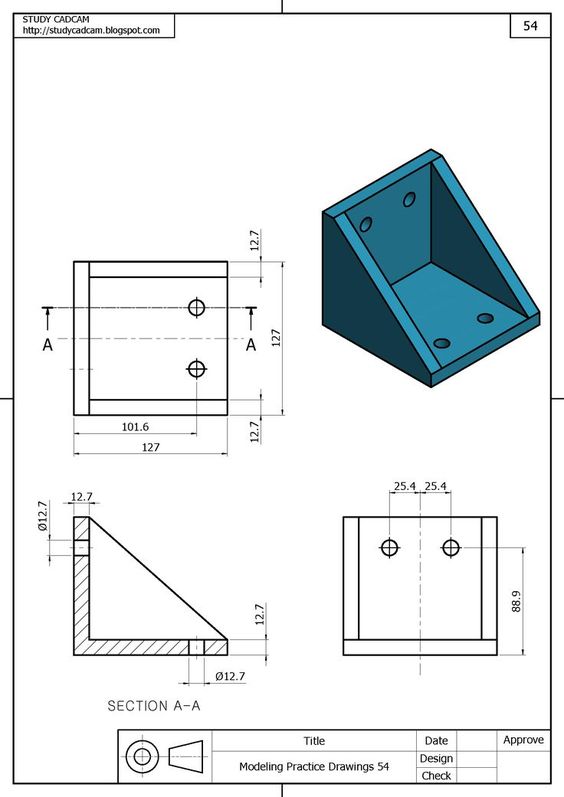 STUDY CADCAM
http://studycadcam.blogspot.com
54
12.7
A
A
127
101.6
127
12.7
12.7
Ø12.7
12.7
Ø12.7
SECTION A-A
25.4
25.4
88.9
Title
Date
Approve
Modeling Practice Drawings 54
Design
Check